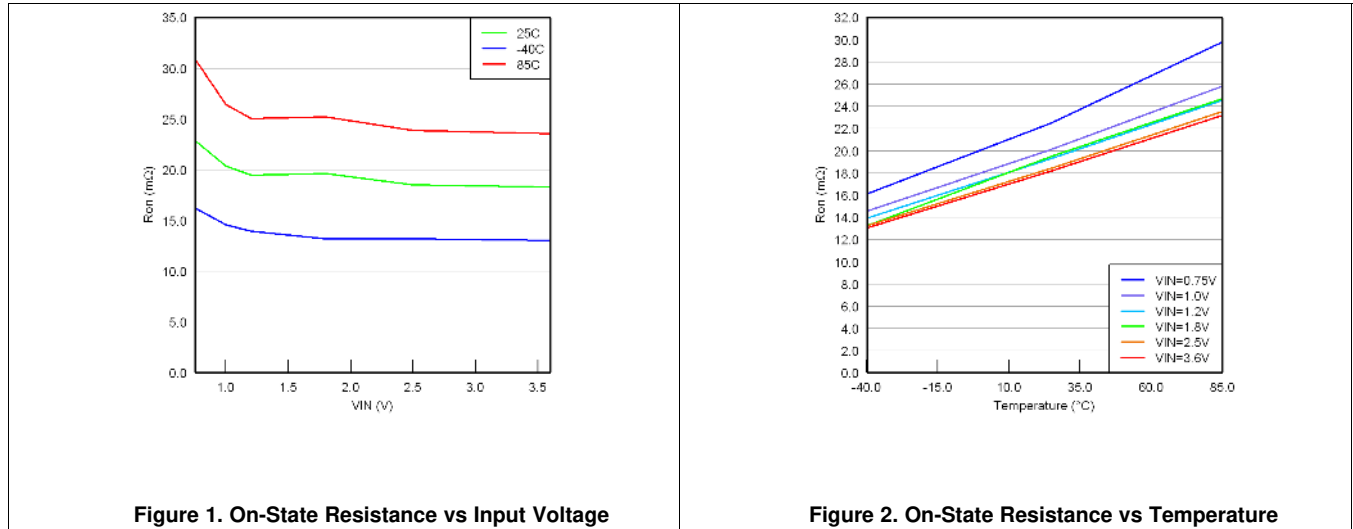 35.0
30.0
25.0
20.0
15.0
10.0
5.0
0.0
Ron (mΩ)
25C
-40C
85C
1.0 1.5 2.0 2.5 3.0 3.5
VIN (V)
Figure 1. On-State Resistance vs Input Voltage
32.0
30.0
28.0
26.0
24.0
22.0
20.0
18.0
16.0
14.0
12.0
10.0
8.0
6.0
4.0
2.0
0.0
Ron (mΩ)
VIN=0.75V
VIN=1.0V
VIN=1.2V
VIN=1.8V
VIN=2.5V
VIN=3.6V
-40.0 -15.0 10.0 35.0 60.0 85.0
Temperature (°C)
Figure 2. On-State Resistance vs Temperature